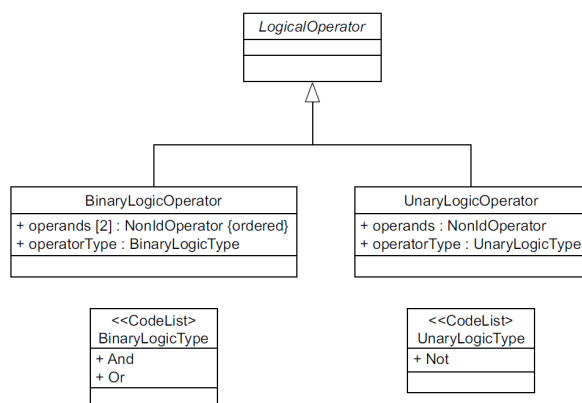 LogicalOperator
BinaryLogicOperator
+ operands [2] : NonIdOperator {ordered}
+ operatorType : BinaryLogicType
UnaryLogicOperator
+ operands : NonIdOperator
+ operatorType : UnaryLogicType
<<CodeList>
BinaryLogicType
+ And
+ Or
<<CodeList>
UnaryLogicType
+ Not